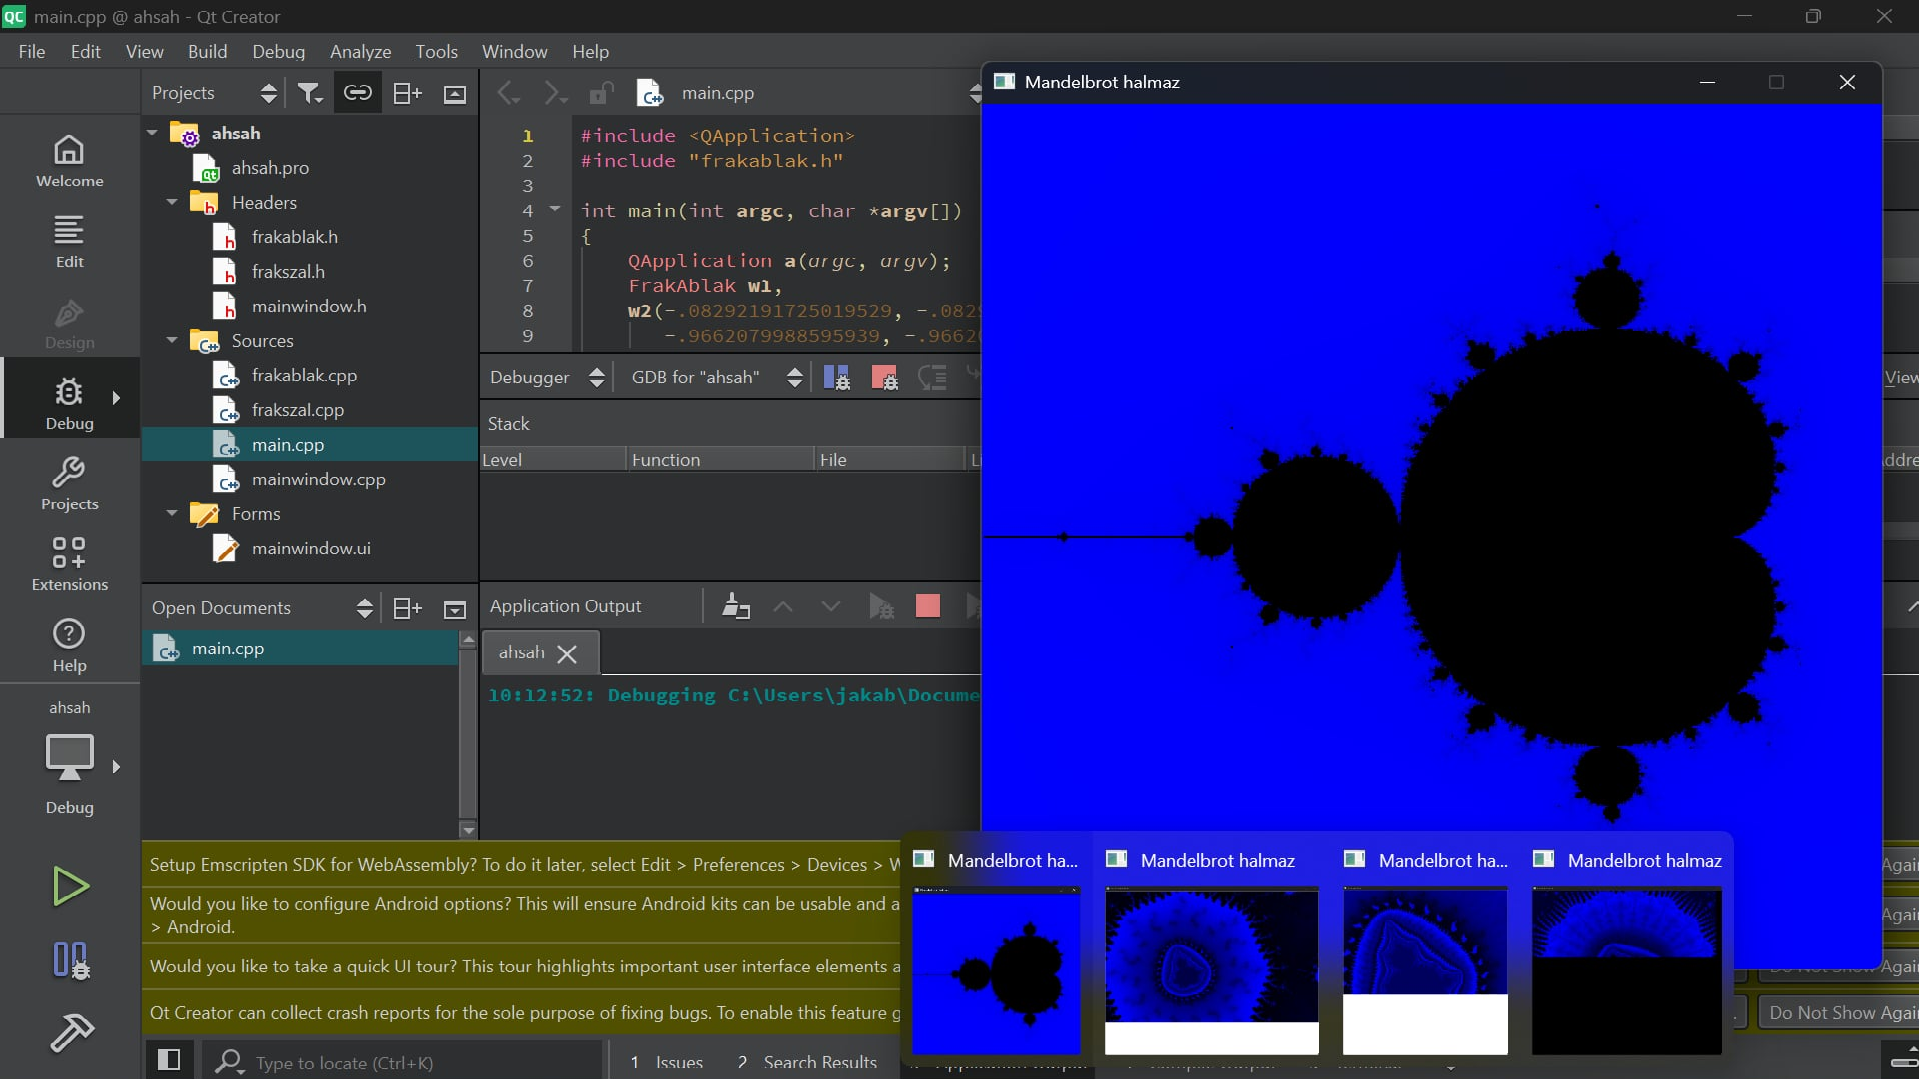 QC main.cpp @ ahsah - Qt Creator
File Edit View Build Debug Analyze Tools Window Help
Mandelbrot halmaz
Projects
main.cpp
Welcome
Edit
Design
Debug
Projects
Extensions
Help
ahsah
Debug
ahsah
ahsah.pro
Headers
frakablak.h
frakszal.h
mainwindow.h
Sources
frakablak.cpp
frakszal.cpp
main.cpp
mainwindow.cpp
Forms
mainwindow.ui
Open Documents
main.cpp
1 #include <QApplication>
2 #include "frakablak.h"
3
4 int main(int argc, char *argv[])
5 {
6 QApplication a(argc, argv);
7 FrakAblak w1,
8 w2(-.08292191725019529, -.082
9 -.9662079988595939, -.966
Debugger GDB for "ahsah"
View
Stack
Level Function File
Application Output
ahsah
10:12:52: Debugging C:\Users\jakab\Docume
Setup Emscripten SDK for WebAssembly? To do it later, select Edit > Preferences > Devices >
Would you like to configure Android options? This will ensure Android kits can be usable and a
> Android.
Would you like to take a quick UI tour? This tour highlights important user interface elements a
Qt Creator can collect crash reports for the sole purpose of fixing bugs. To enable this feature
Mandelbrot ha... Mandelbrot halmaz Mandelbrot ha... Mandelbrot halmaz
Do Not Show Again
Type to locate (Ctrl+K)
1 Issues 2 Search Results